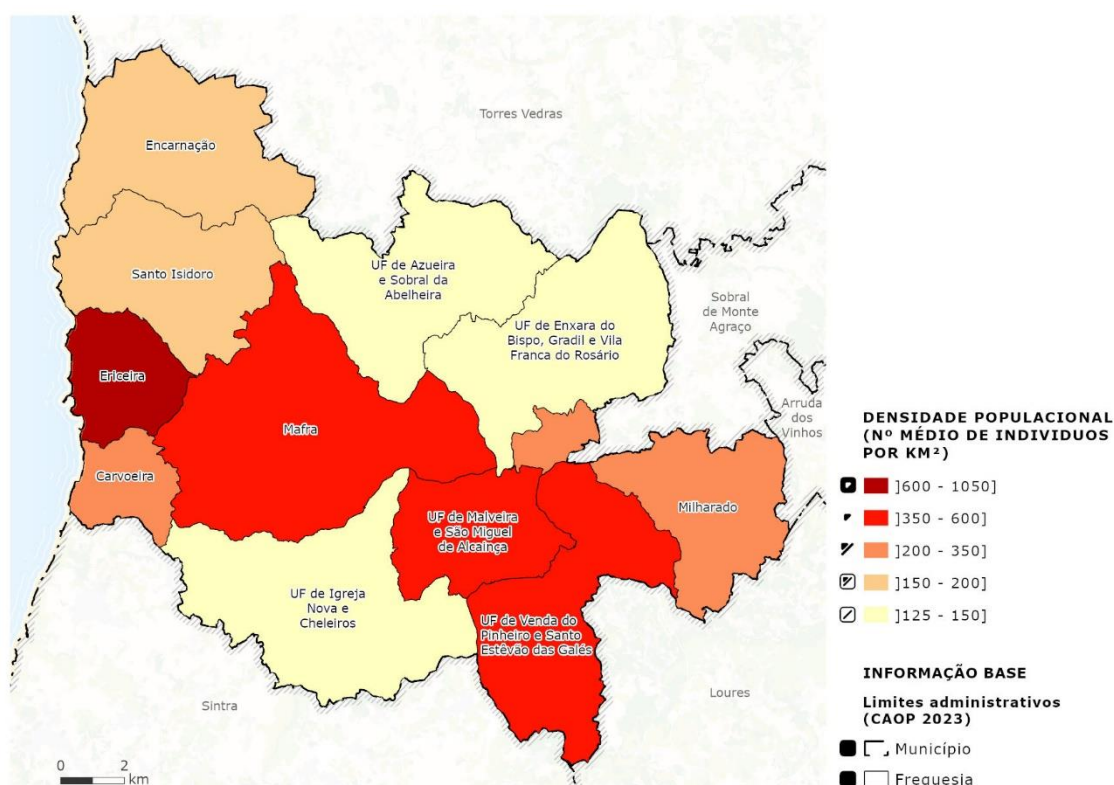 Torres Vedras
Encarnação
Santo Isidoro
UF de Azueira
e Sobral da
Abelheira
Sobral
de Monte
Agraço
UF de Enxara do
Bispo, Gradil e Vila
Franca do Rosário
Ericeira
Arruda
dos
Vinhos
Mafra
Carvoeira
Milharado
UF de Malveira
e São Miguel
de Alcainça
UF de Igreja
Nova e
Cheleiros
UF de Venda do
Pinheiro e Santo
Estêvão das Galés
Sintra
Loures
0 2
km
DENSIDADE POPULACIONAL
(Nº MÉDIO DE INDIVIDUOS
POR KM²)
]600 - 1050]
]350 - 600]
]200 - 350]
]150 - 200]
]125 - 150]
INFORMAÇÃO BASE
Limites administrativos
(CAOP 2023)
Município
Freguesia